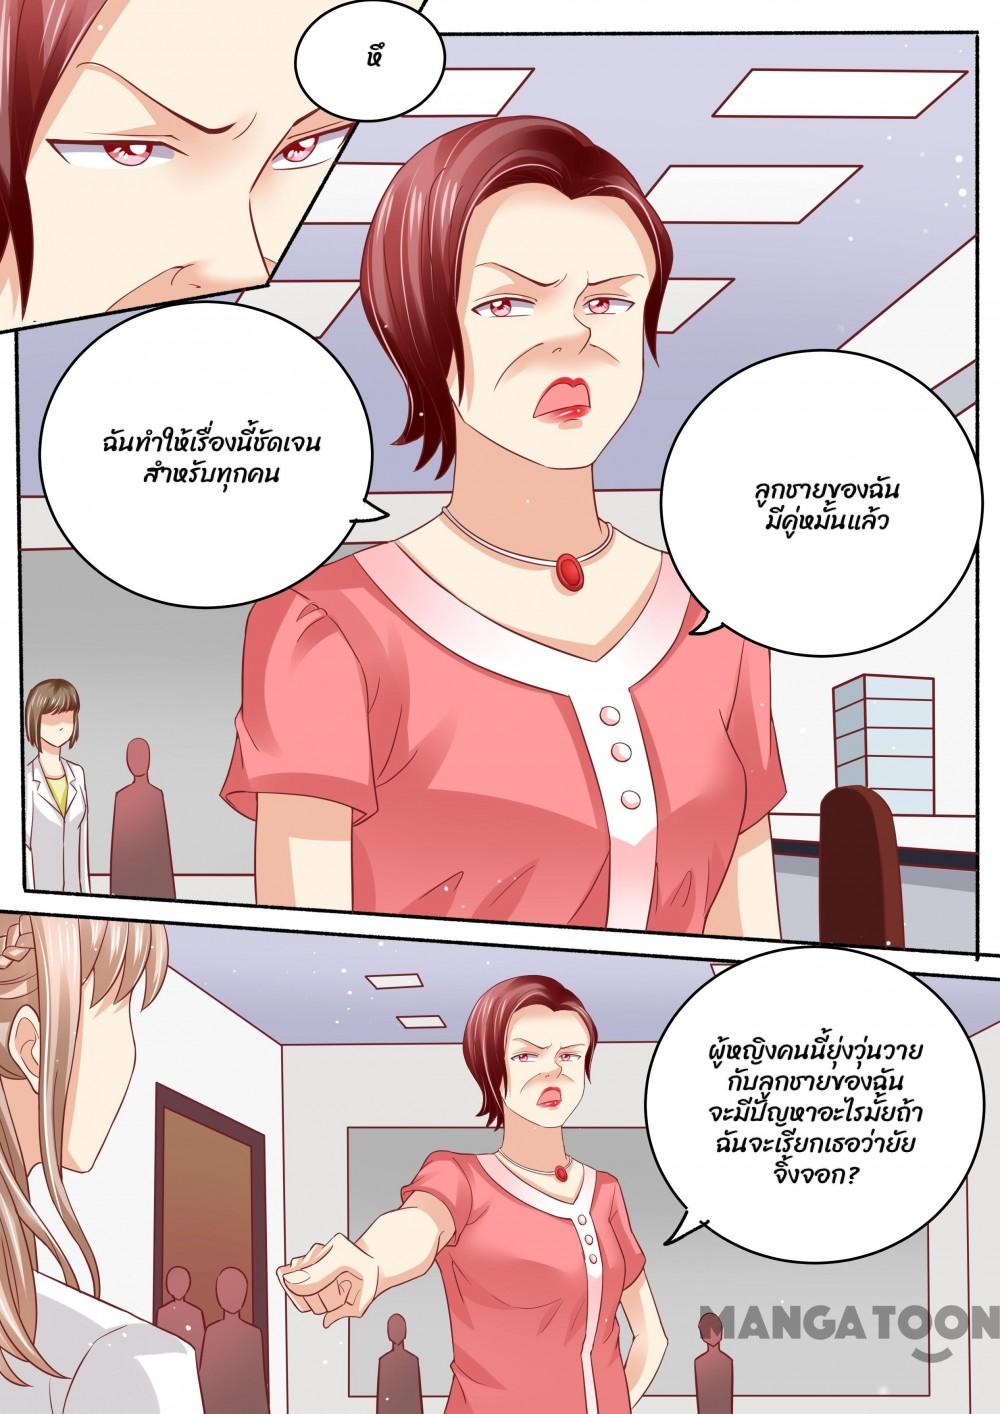 หึ
ฉันทำให้เรื่องนี้ชัดเจน
สำหรับทุกคน
ลูกชายของฉัน
มีคู่หมั้นแล้ว
ผู้หญิงคนนี้ยุ่งวุ่นวาย
กับลูกชายของฉัน
จะมีปัญหาอะไรมั้ยถ้า
ฉันจะเรียกเธอว่ายัย
จิ้งจอก?
MANGATOON